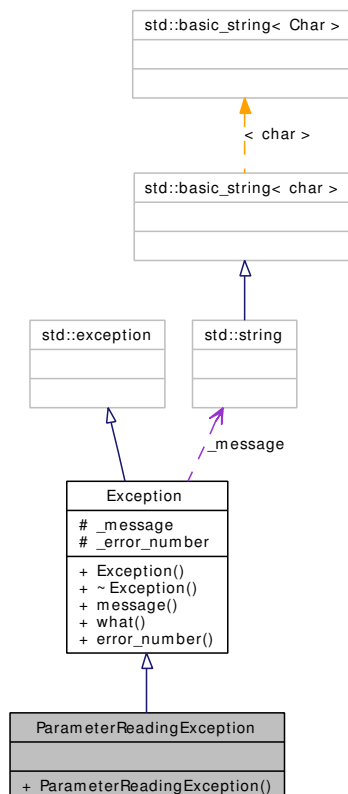 std::basic_string< Char >
< char >
std::basic_string< char >
std::exception
std::string
_message
Exception
# _message
# _error_number
+ Exception()
+ ~Exception()
+ message()
+ what()
+ error_number()
ParameterReadingException
+ ParameterReadingException()